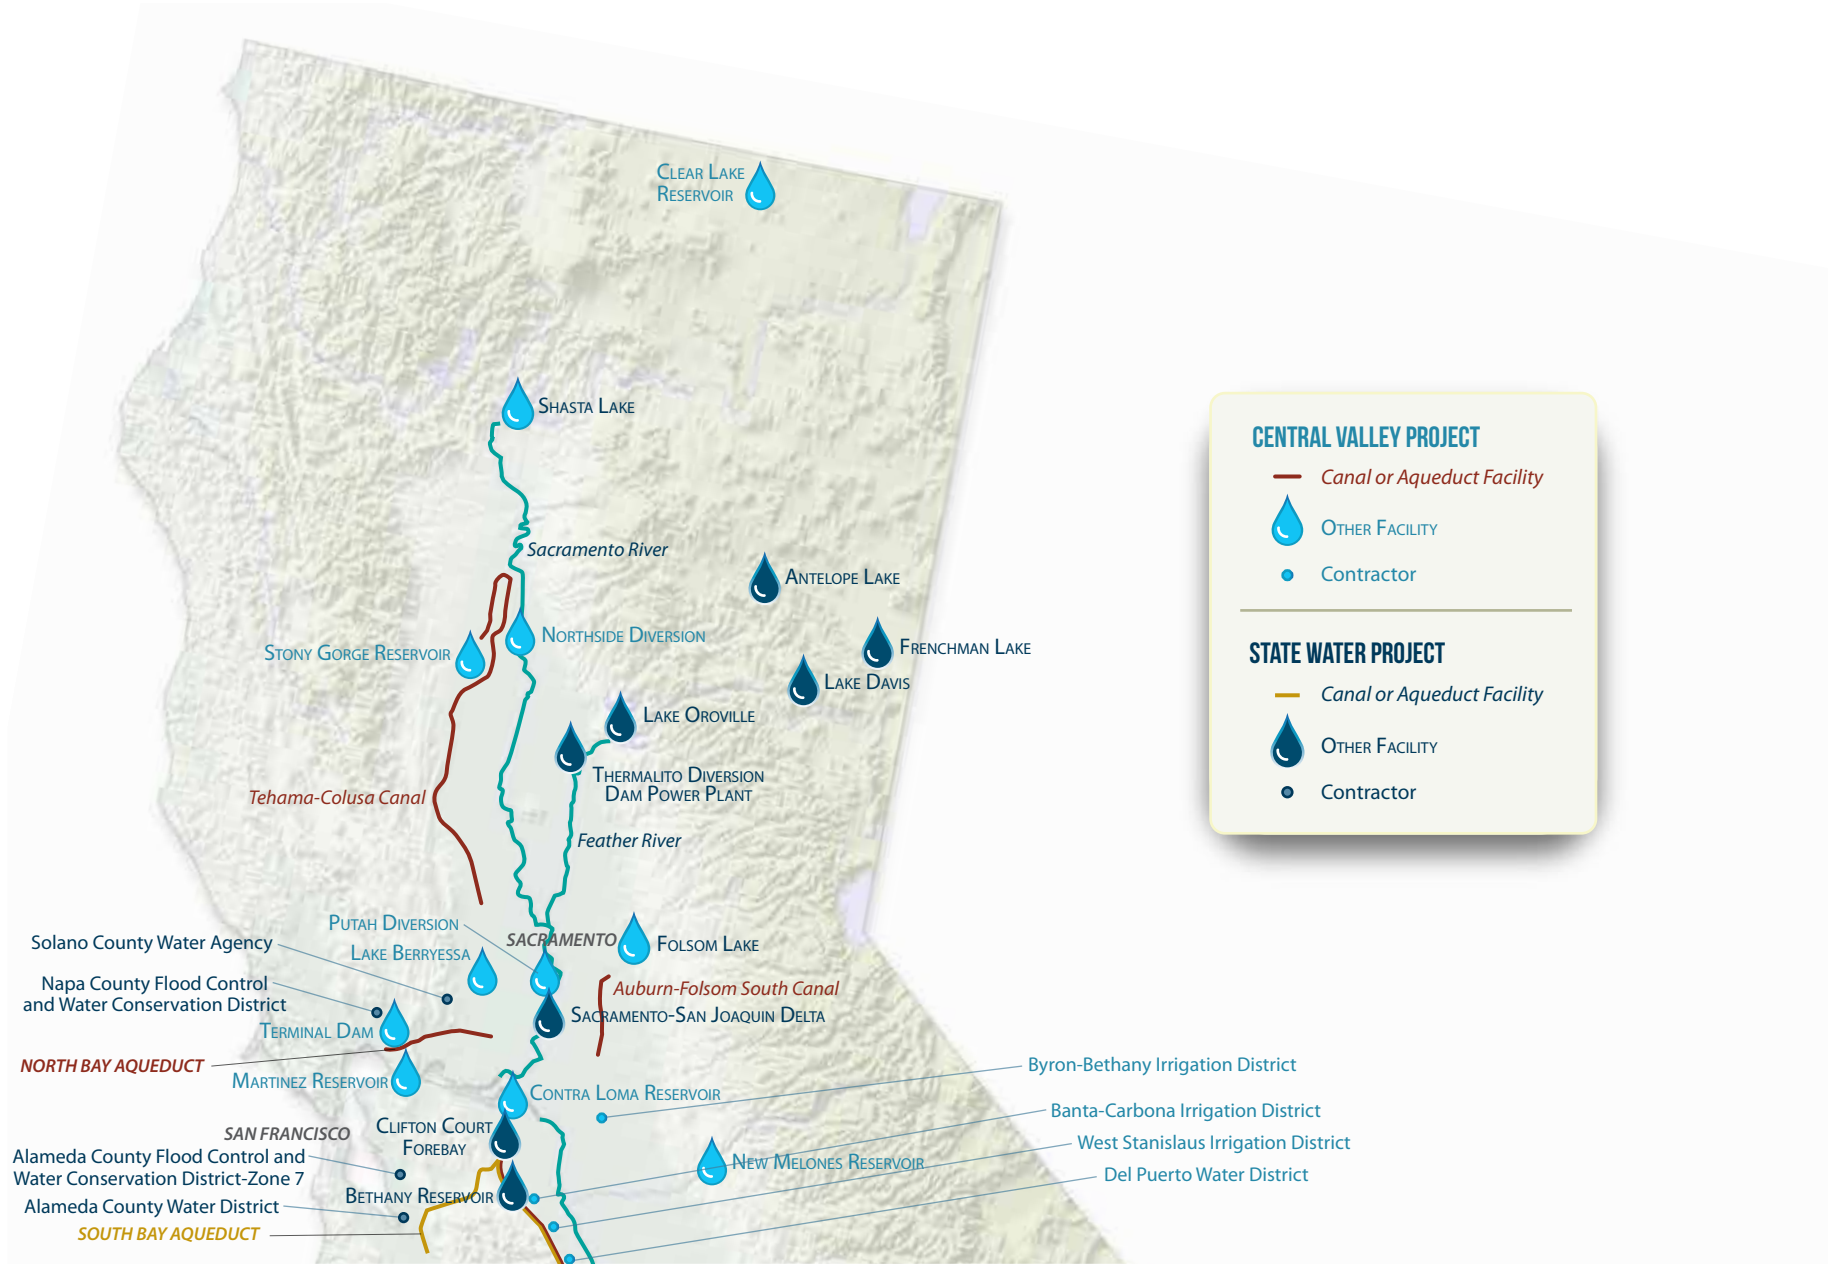 Clear Lake
Reservoir
Shasta Lake
Sacramento River
Antelope Lake
Northside Diversion
Stony Gorge Reservoir
Frenchman Lake
Lake Davis
Lake Oroville
Thermalito Diversion
Dam Power Plant
Tehama-Colusa Canal
Feather River
Putah Diversion
Solano County Water Agency
SACRAMENTO
Folsom Lake
Lake Berryessa
Napa County Flood Control
and Water Conservation District
Auburn-Folsom South Canal
Sacramento-San Joaquin Delta
Terminal Dam
NORTH BAY AQUEDUCT
Martinez Reservoir
Contra Loma Reservoir
Byron-Bethany Irrigation District
Banta-Carbona Irrigation District
West Stanislaus Irrigation District
Del Puerto Water District
Clifton Court
Forebay
SAN FRANCISCO
Alameda County Flood Control and
Water Conservation District-Zone 7
New Melones Reservoir
Bethany Reservoir
Alameda County Water District
SOUTH BAY AQUEDUCT
CENTRAL VALLEY PROJECT
Canal or Aqueduct Facility
Other Facility
Contractor
STATE WATER PROJECT
Canal or Aqueduct Facility
Other Facility
Contractor